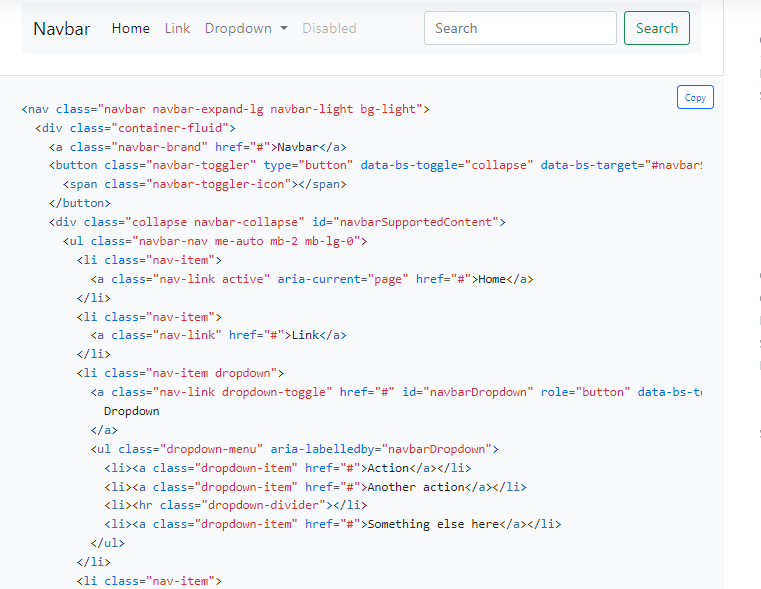 Navbar Home Link Dropdown Disabled Search Search
Copy
<nav class="navbar navbar-expand-lg navbar-light bg-light">
<div class="container-fluid">
<a class="navbar-brand" href="#">Navbar</a>
<button class="navbar-toggler" type="button" data-bs-toggle="collapse" data-bs-target="#navbarS
<span class="navbar-toggler-icon"></span>
</button>
<div class="collapse navbar-collapse" id="navbarSupportedContent">
<ul class="navbar-nav me-auto mb-2 mb-lg-0">
<li class="nav-item">
<a class="nav-link active" aria-current="page" href="#">Home</a>
</li>
<li class="nav-item">
<a class="nav-link" href="#">Link</a>
</li>
<li class="nav-item dropdown">
<a class="nav-link dropdown-toggle" href="#" id="navbarDropdown" role="button" data-bs-to
Dropdown
</a>
<ul class="dropdown-menu" aria-labelledby="navbarDropdown">
<li><a class="dropdown-item" href="#">Action</a></li>
<li><a class="dropdown-item" href="#">Another action</a></li>
<li><hr class="dropdown-divider"></li>
<li><a class="dropdown-item" href="#">Something else here</a></li>
</ul>
</li>
<li class="nav-item">